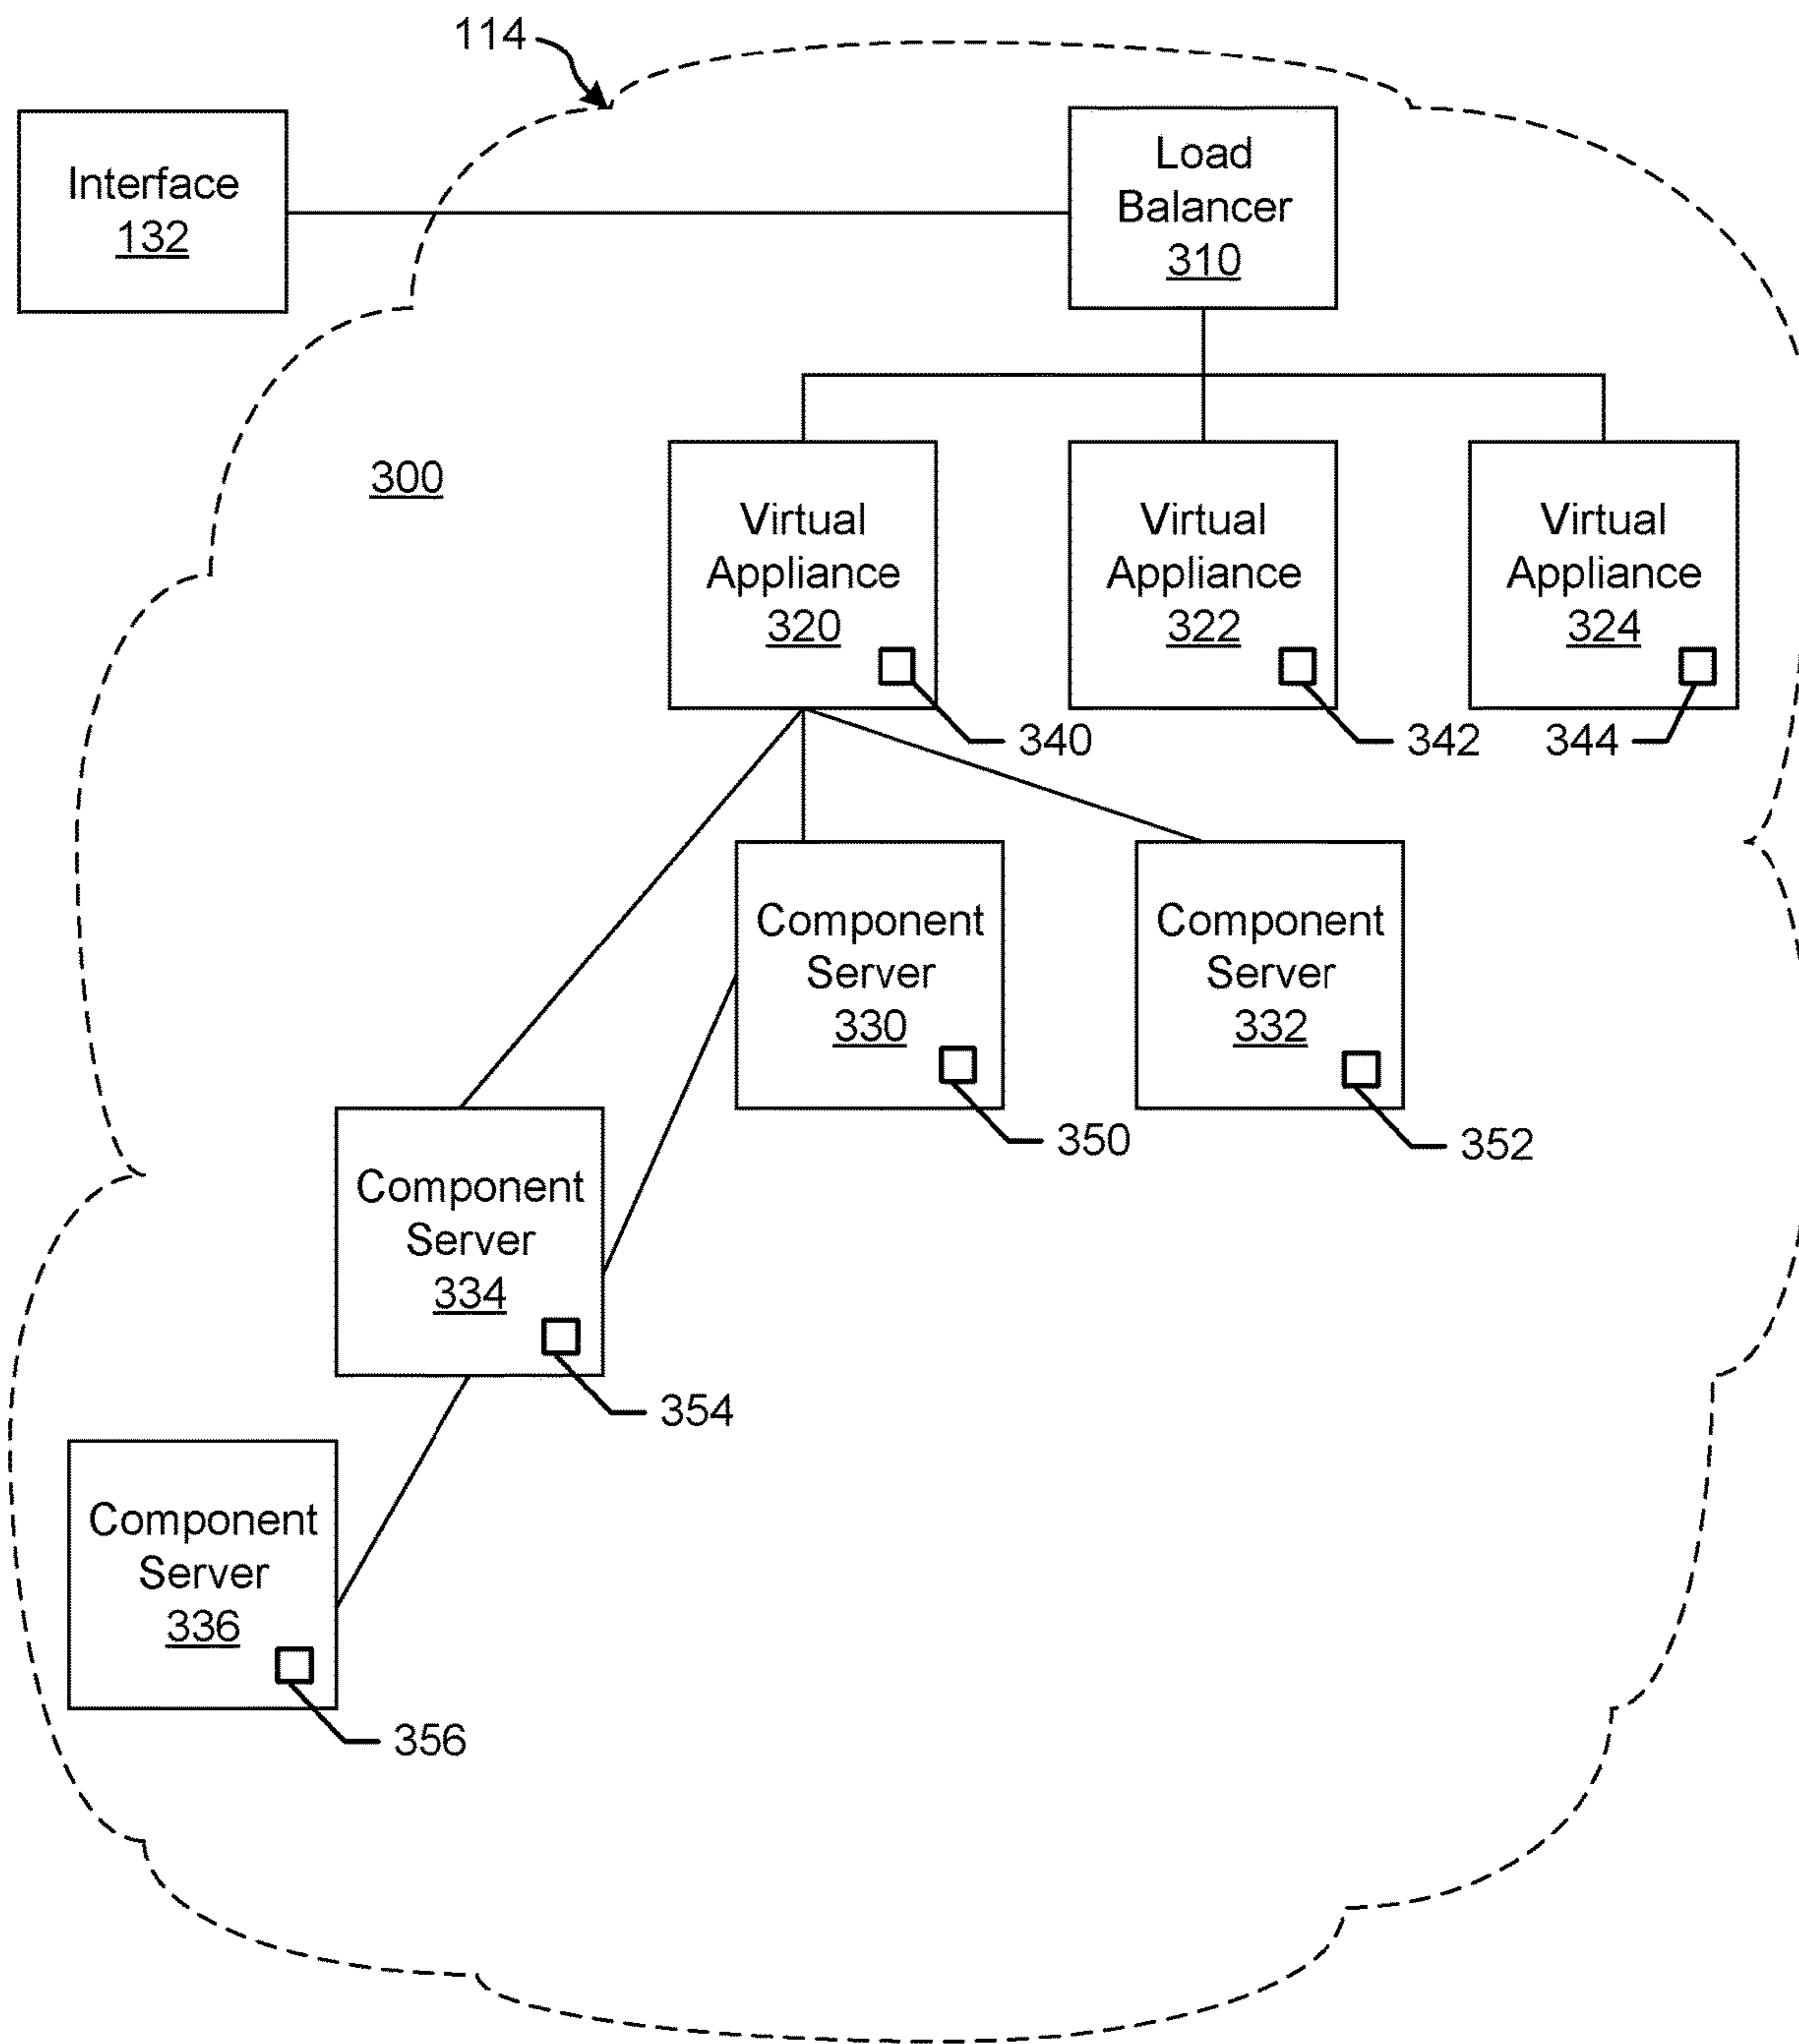 114
Interface
132
Load
Balancer
310
300
Virtual
Appliance
320
340
Virtual
Appliance
322
342
Virtual
Appliance
324
344
Component
Server
330
350
Component
Server
332
352
Component
Server
334
354
Component
Server
336
356